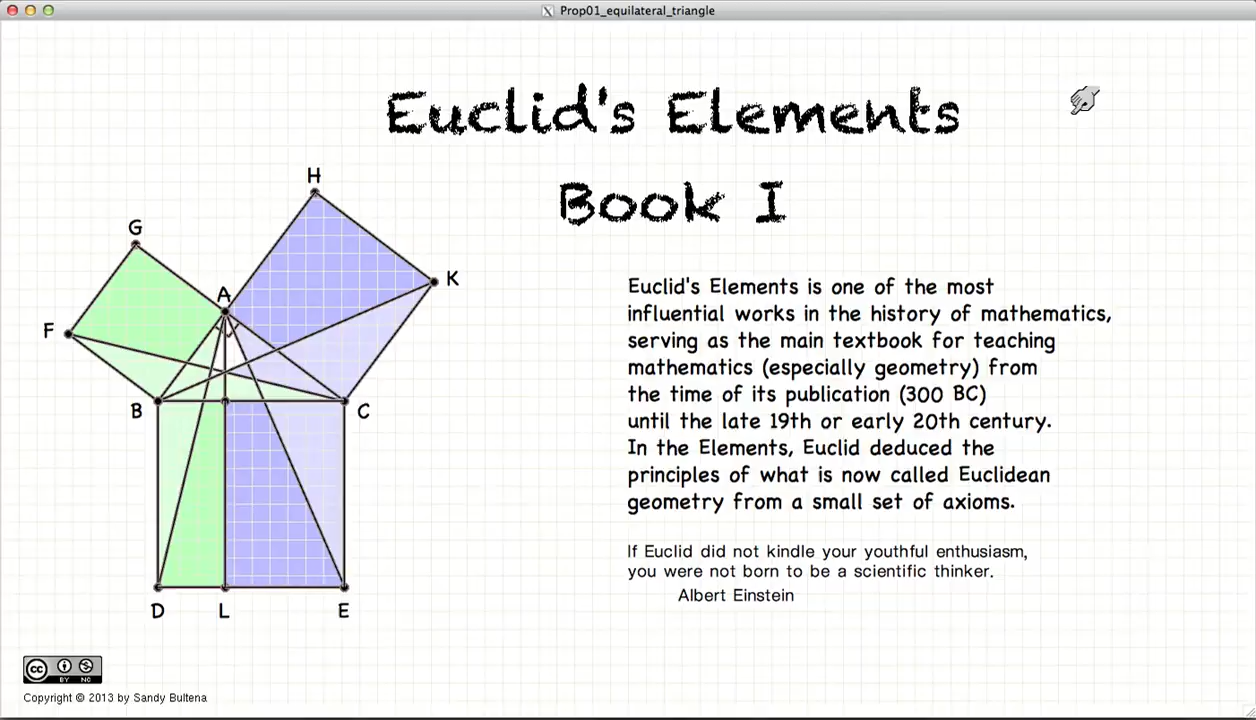 Prop01_equilateral_triangle
Euclid's Elements
Book I
H
G
A
K
F
B
C
D
L
E
Euclid's Elements is one of the most
influential works in the history of mathematics,
serving as the main textbook for teaching
mathematics (especially geometry) from
the time of its publication (300 BC)
until the late 19th or early 20th century.
In the Elements, Euclid deduced the
principles of what is now called Euclidean
geometry from a small set of axioms.
If Euclid did not kindle your youthful enthusiasm,
you were not born to be a scientific thinker.
Albert Einstein
cc
BY NC
Copyright © 2013 by Sandy Bultena